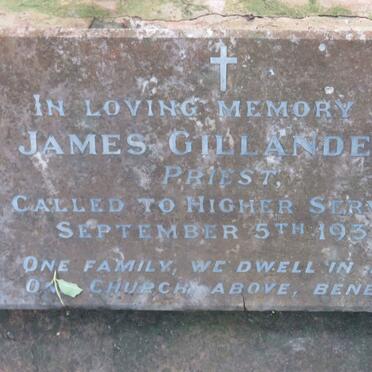 IN LOVING MEMORY
JAMES GILLANDE
PRIEST,
CALLED TO HIGHER SER
SEPTEMBER 5TH 193
ONE FAMILY, WE DWELL IN
CHURCH ABOVE, BENE